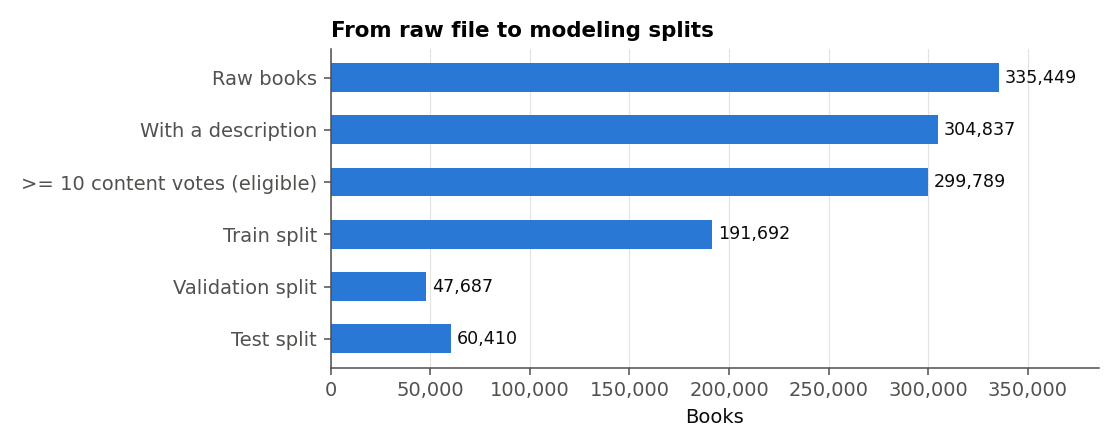 From raw file to modeling splits
Raw books 335,449
With a description 304,837
>= 10 content votes (eligible) 299,789
Train split 191,692
Validation split 47,687
Test split 60,410
0 50,000 100,000 150,000 200,000 250,000 300,000 350,000
Books